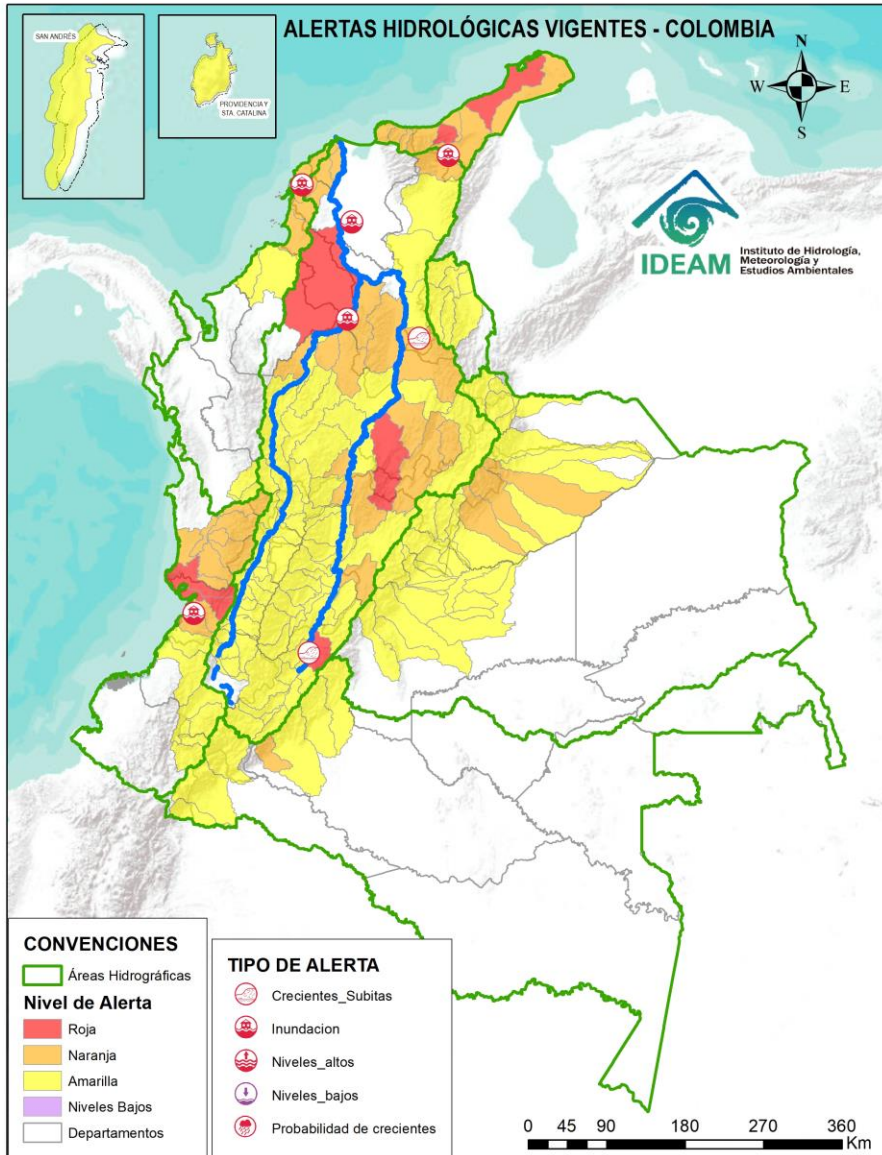 ALERTAS HIDROLÓGICAS VIGENTES - COLOMBIA
SAN ANDRÉS
PROVIDENCIA Y
STA. CATALINA
N
W
E
S
IDEAM
Instituto de Hidrología,
Meteorología y
Estudios Ambientales
CONVENCIONES
Áreas Hidrográficas
Nivel de Alerta
Roja
Naranja
Amarilla
Niveles Bajos
Departamentos
TIPO DE ALERTA
Crecientes_Subitas
Inundacion
Niveles_altos
Niveles_bajos
Probabilidad de crecientes
0 45 90 180 270 360
Km